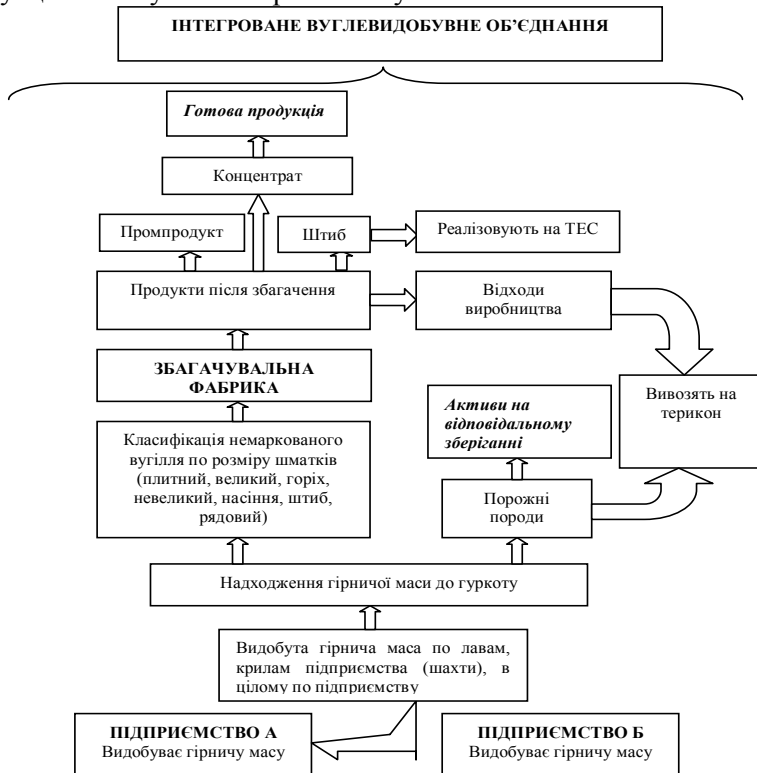 ІНТЕГРОВАНЕ ВУГЛЕВИДОБУВНЕ ОБ’ЄДНАННЯ
Готова продукція
Концентрат
Промпродукт
Штиб
Реалізовують на ТЕС
Продукти після збагачення
Відходи
виробництва
ЗБАГАЧУВАЛЬНА
ФАБРИКА
Вивозять на
терикон
Активи на
відповідальному
зберіганні
Класифікація немаркованого
вугілля по розміру шматків
(плитний, великий, горіх,
невеликий, насіння, штиб,
рядовий)
Порожні
породи
Надходження гірничої маси до гуркоту
Видобута гірнича маса по лавам,
крилам підприємства (шахти), в
цілому по підприємству
ПІДПРИЄМСТВО А
Видобуває гірничу масу
ПІДПРИЄМСТВО Б
Видобуває гірничу масу